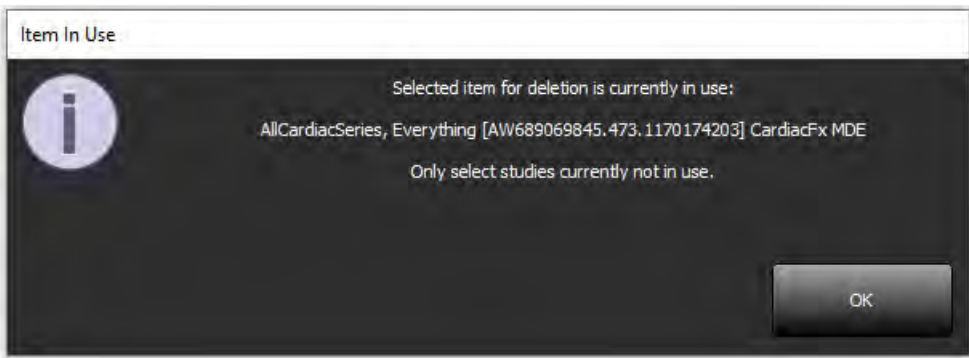 Item In Use
Selected item for deletion is currently in use:
AllCardiacSeries, Everything [AW689069845.473.1170174203] CardiacFx MDE
Only select studies currently not in use.
OK